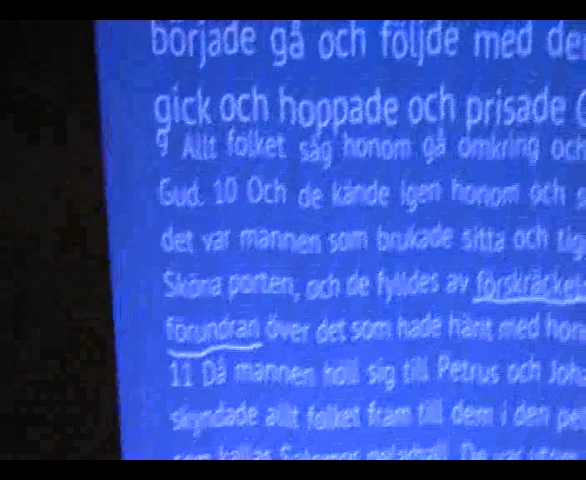 började gå och följde med
gick och hoppade och prisade
9 Allt folket såg honom gå omkring och
Gud. 10 Och de kände igen honom och
det var mannen som brukade sitta och
Sköna porten, och de fylldes av
förundran över det som hade hänt med
11 Då mannen höll sig till Petrus och
skyndade allt folket fram till dem i den
som kallas Salomos